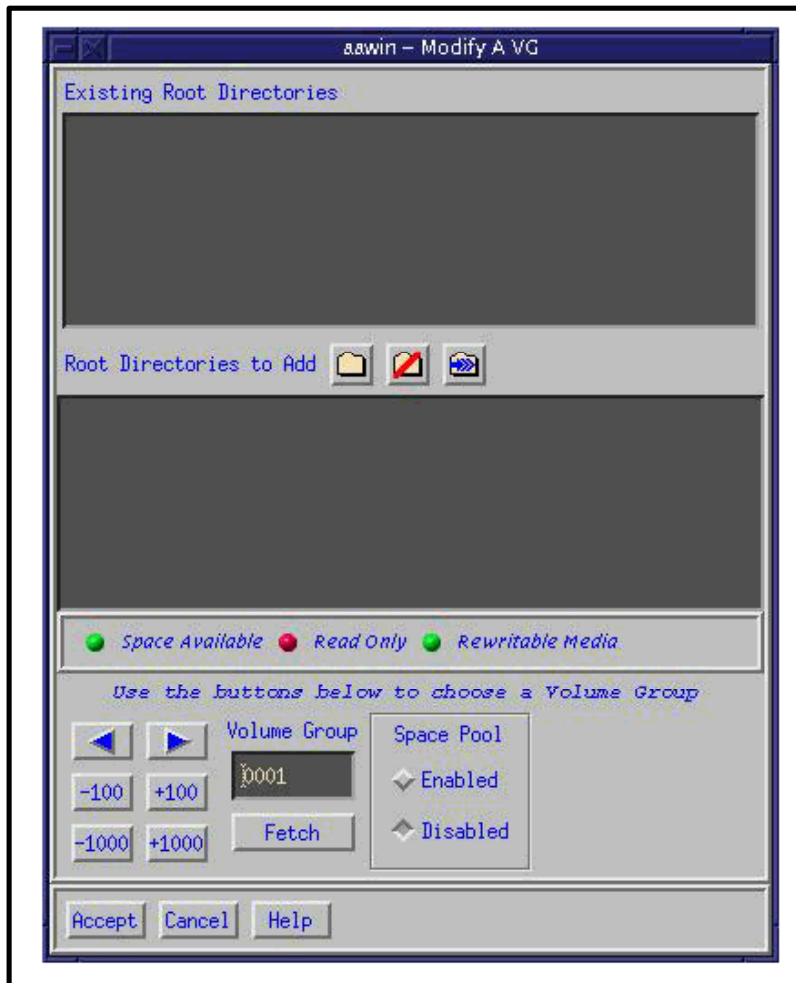 aawin – Modify A VG
Existing Root Directories
Root Directories to Add
Space Available Read Only Rewritable Media
Use the buttons below to choose a Volume Group
Volume Group Space Pool
0001
Enabled
-100 +100
Fetch
Disabled
-1000 +1000
Accept Cancel Help